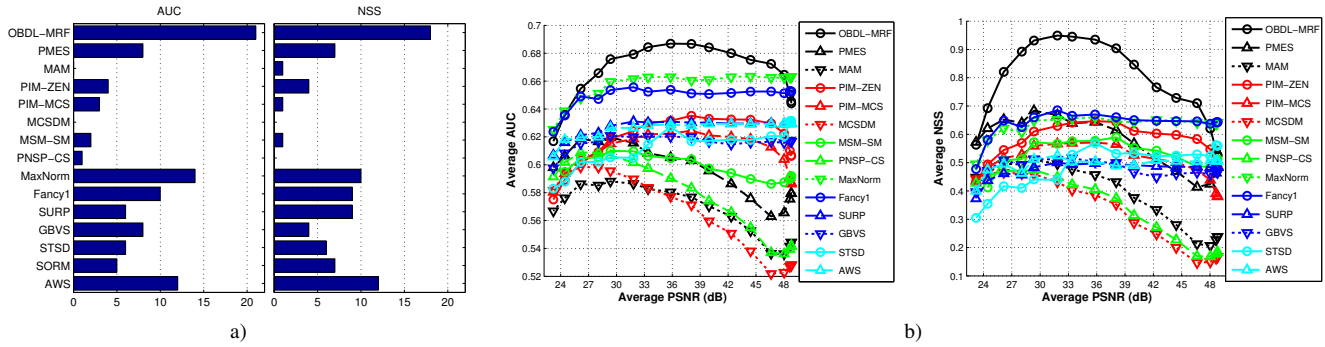 AUC
NSS
OBDL−MRF
PMES
MAM
PIM−ZEN
PIM−MCS
MCSDM
MSM−SM
PNSP−CS
MaxNorm
Fancy1
SURP
GBVS
STSD
SORM
AWS
0 5 10 15 20
0 5 10 15 20
a)
Average AUC
0.7
0.68
0.66
0.64
0.62
0.6
0.58
0.56
0.54
0.52
24 27 30 33 36 39 42 45 48
Average PSNR (dB)
OBDL−MRF
PMES
MAM
PIM−ZEN
PIM−MCS
MCSDM
MSM−SM
PNSP−CS
MaxNorm
Fancy1
SURP
GBVS
STSD
AWS
Average NSS
1
0.9
0.8
0.7
0.6
0.5
0.4
0.3
0.2
0.1
24 27 30 33 36 39 42 45 48
Average PSNR (dB)
OBDL−MRF
PMES
MAM
PIM−ZEN
PIM−MCS
MCSDM
MSM−SM
PNSP−CS
MaxNorm
Fancy1
SURP
GBVS
STSD
AWS
b)